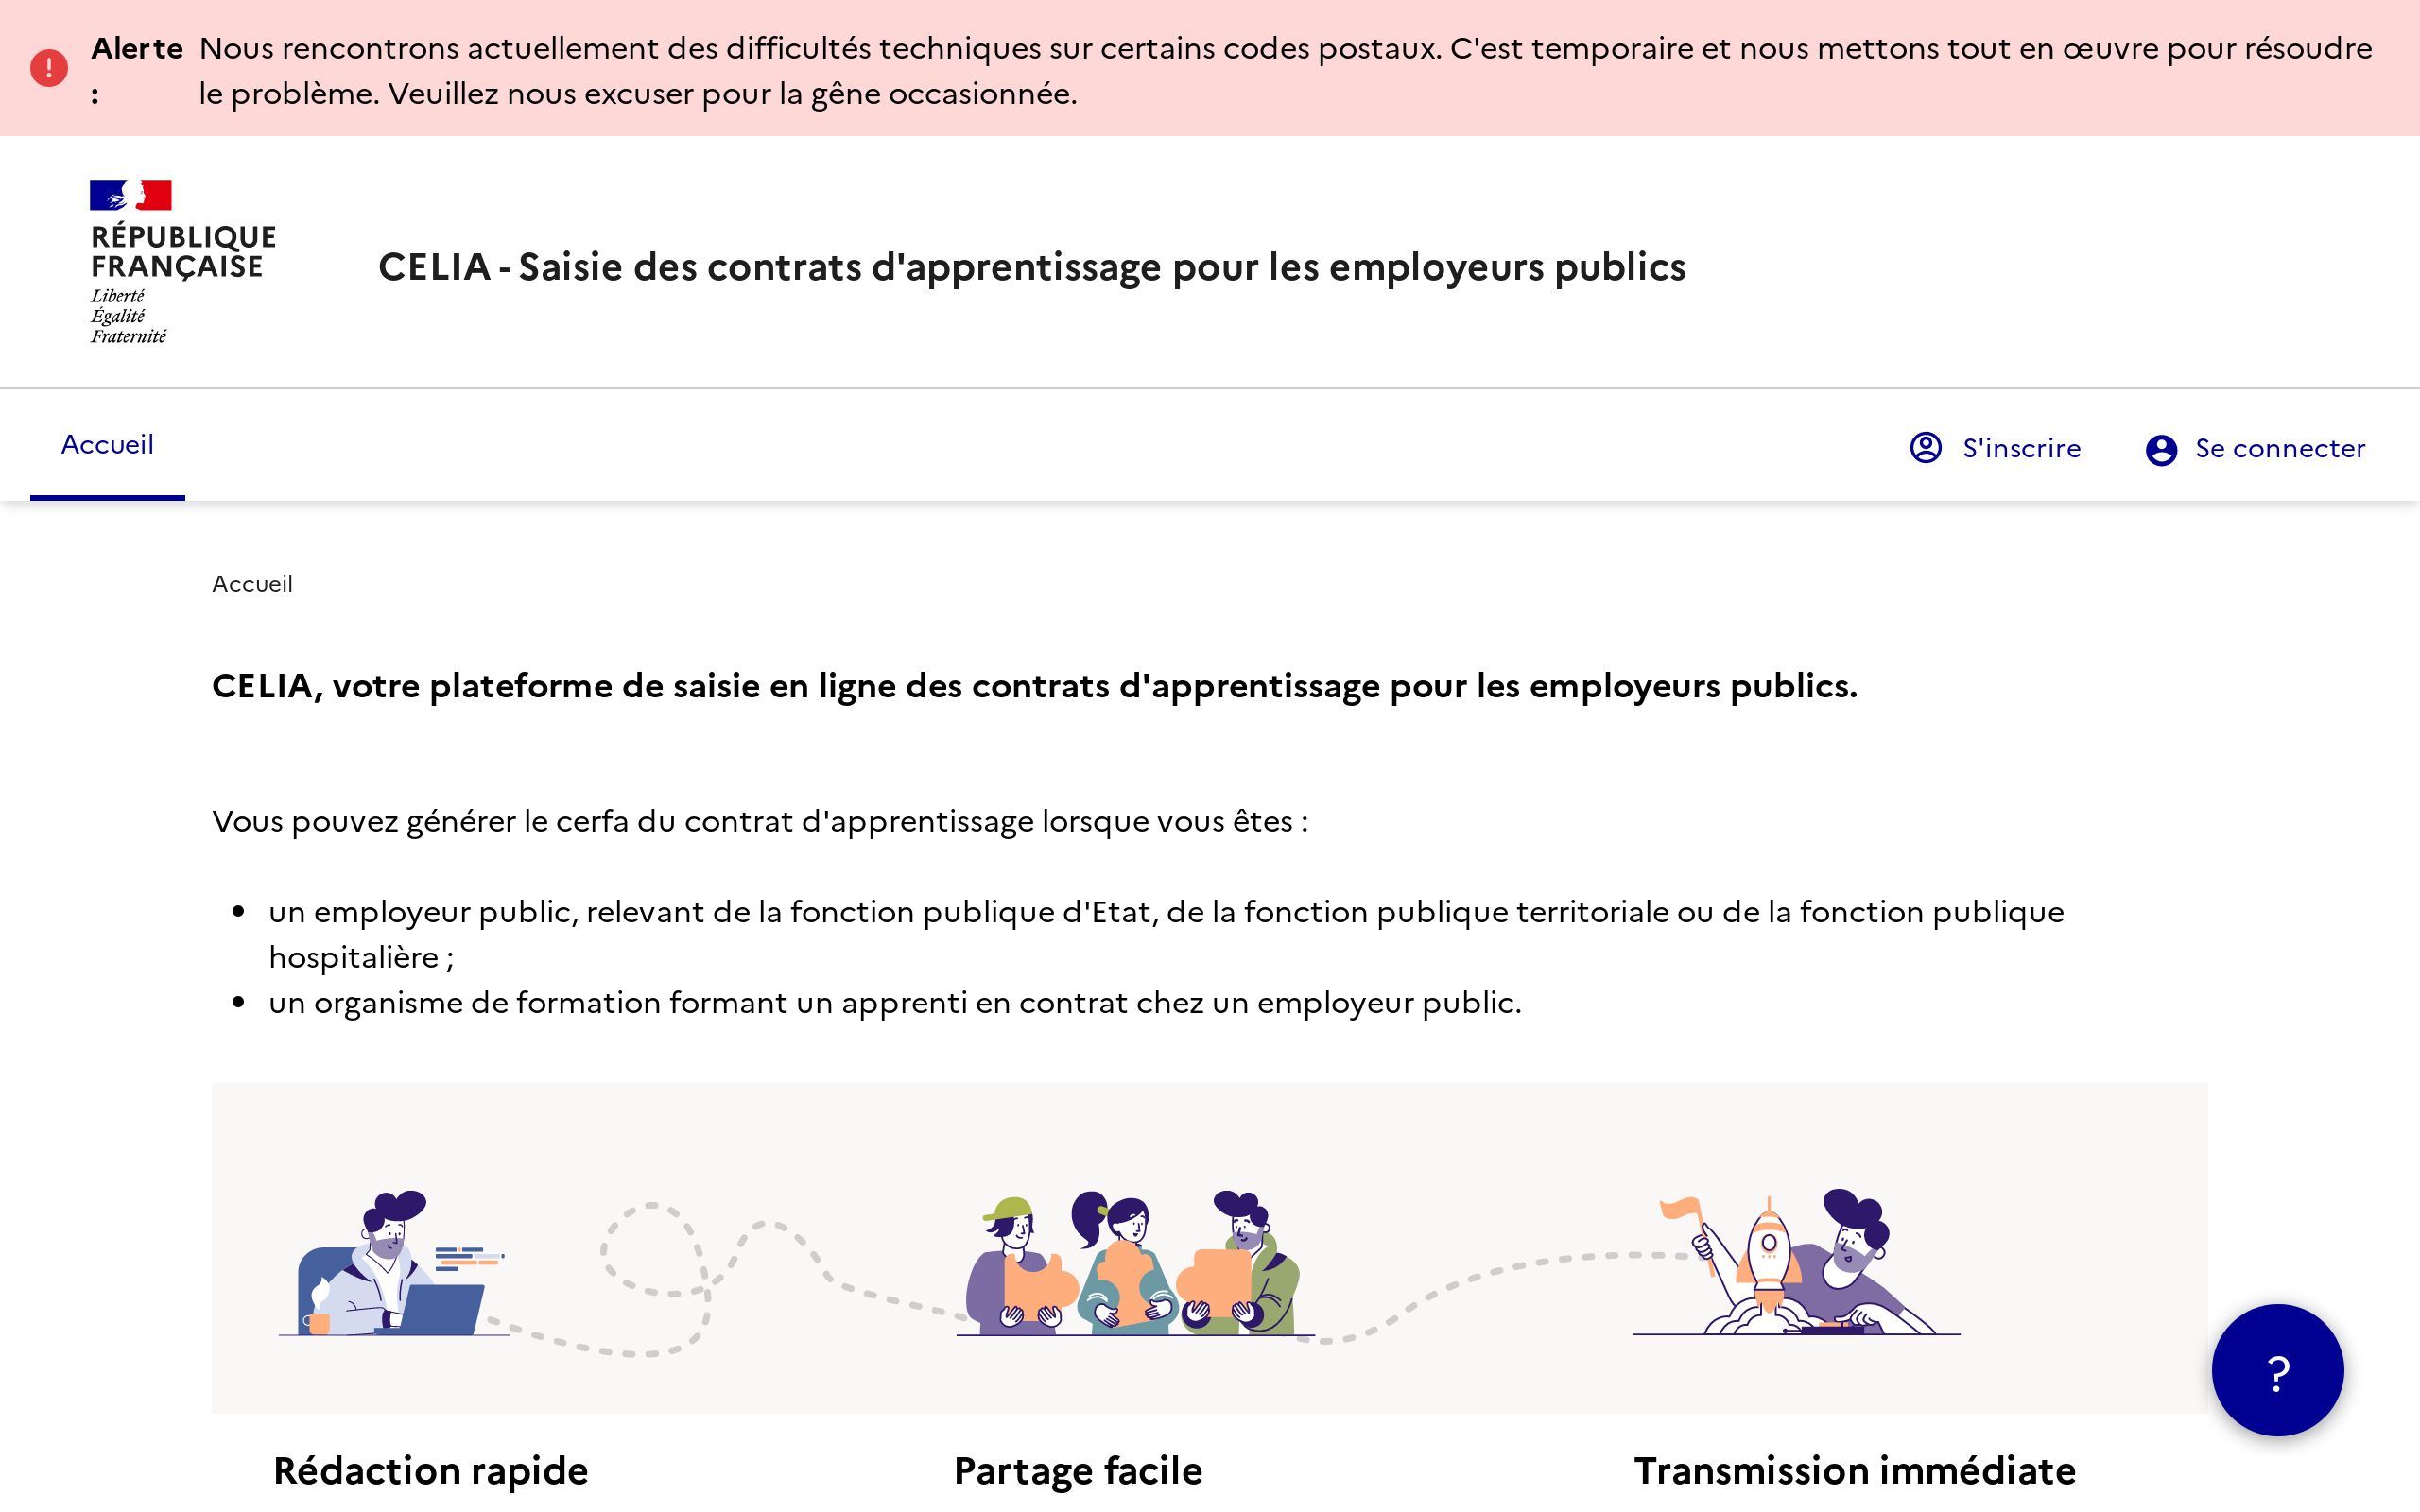 Alerte : Nous rencontrons actuellement des difficultés techniques sur certains codes postaux. C'est temporaire et nous mettons tout en œuvre pour résoudre
le problème. Veuillez nous excuser pour la gêne occasionnée.
RÉPUBLIQUE
FRANÇAISE
Liberté
Égalité
Fraternité
CELIA - Saisie des contrats d'apprentissage pour les employeurs publics
Accueil
S'inscrire
Se connecter
Accueil
CELIA, votre plateforme de saisie en ligne des contrats d'apprentissage pour les employeurs publics.
Vous pouvez générer le cerfa du contrat d'apprentissage lorsque vous êtes :
un employeur public, relevant de la fonction publique d'Etat, de la fonction publique territoriale ou de la fonction publique
hospitalière ;
un organisme de formation formant un apprenti en contrat chez un employeur public.
?
Rédaction rapide
Partage facile
Transmission immédiate